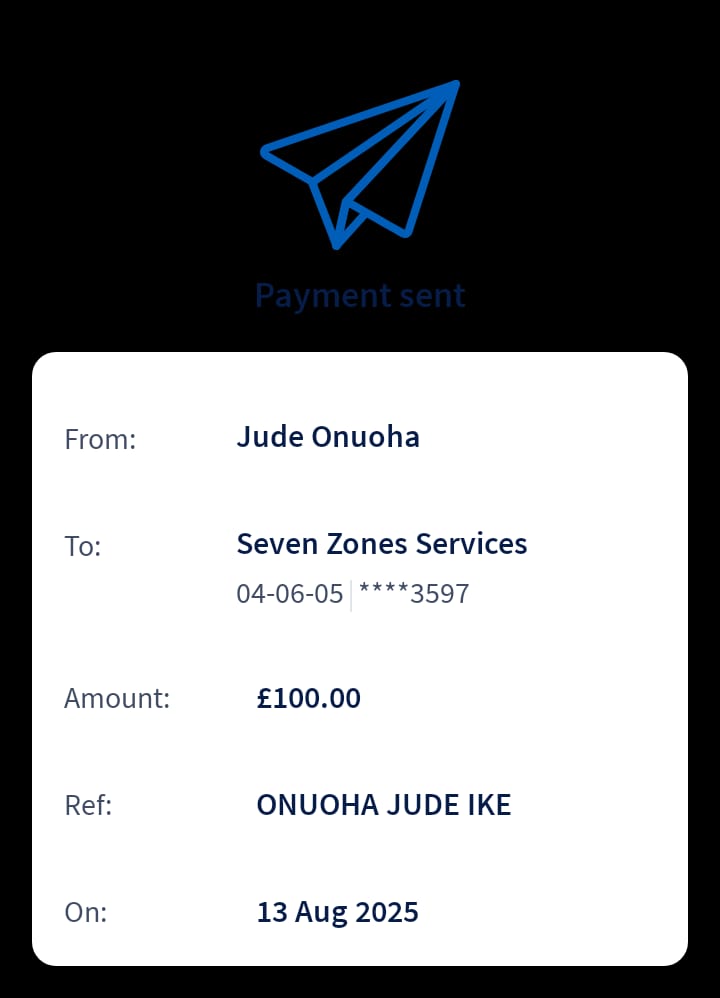 Payment sent
From: Jude Onuoha
To: Seven Zones Services
04-06-05 ****3597
Amount: £100.00
Ref: ONUOHA JUDE IKE
On: 13 Aug 2025